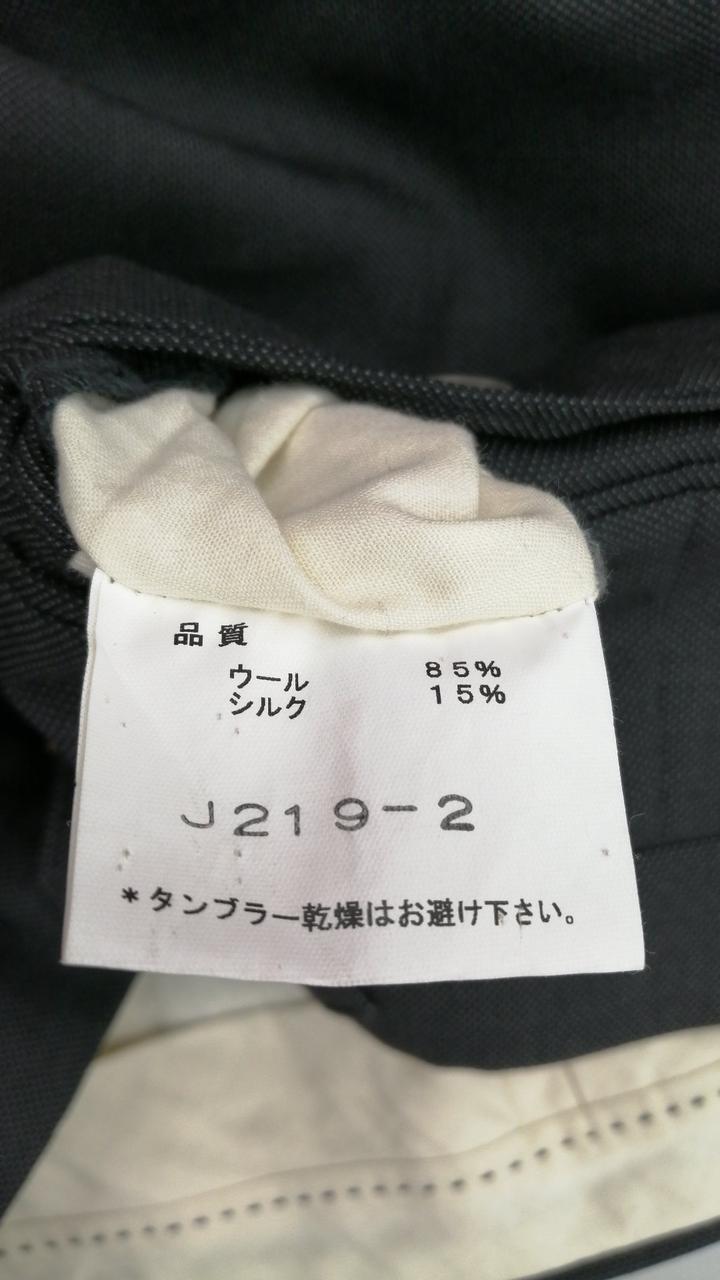 品質
ウール 85%
シルク 15%
J219-2
*タンブラー乾燥はお避け下さい。